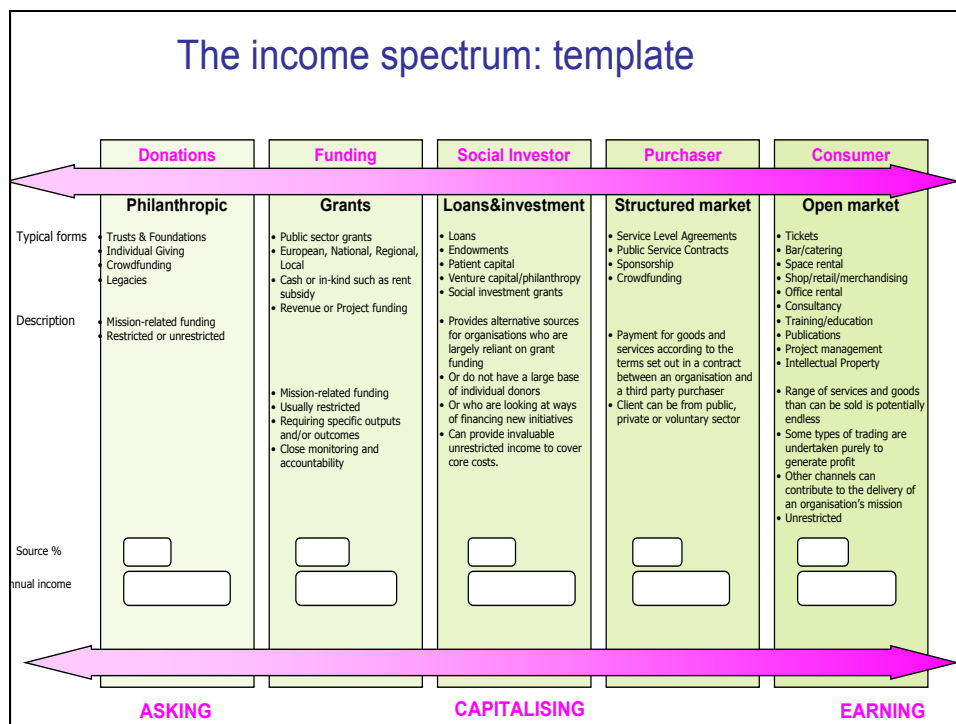 The income spectrum: template
Donations
Funding
Social Investor
Purchaser
Consumer
Philanthropic
Grants
Loans&investment
Structured market
Open market
Typical forms
• Trusts & Foundations
• Individual Giving
• Crowdfunding
• Legacies
Description
• Mission-related funding
• Restricted or unrestricted
• Public sector grants
• European, National, Regional,
Local
• Cash or in-kind such as rent
subsidy
• Revenue or Project funding
• Mission-related funding
• Usually restricted
• Requiring specific outputs
and/or outcomes
• Close monitoring and
accountability
• Loans
• Endowments
• Patient capital
• Venture capital/philanthropy
• Social investment grants
• Provides alternative sources
for organisations who are
largely reliant on grant
funding
• Or do not have a large base
of individual donors
• Or who are looking at ways
of financing new initiatives
• Can provide invaluable
unrestricted income to cover
core costs.
• Service Level Agreements
• Public Service Contracts
• Sponsorship
• Crowdfunding
• Payment for goods and
services according to the
terms set out in a contract
between an organisation and
a third party purchaser
• Client can be from public,
private or voluntary sector
• Tickets
• Bar/catering
• Space rental
• Shop/retail/merchandising
• Office rental
• Consultancy
• Training/education
• Publications
• Project management
• Intellectual Property
• Range of services and goods
than can be sold is potentially
endless
• Some types of trading are
undertaken purely to
generate profit
• Other channels can
contribute to the delivery of
an organisation's mission
• Unrestricted
Source %
nnual income
ASKING
CAPITALISING
EARNING